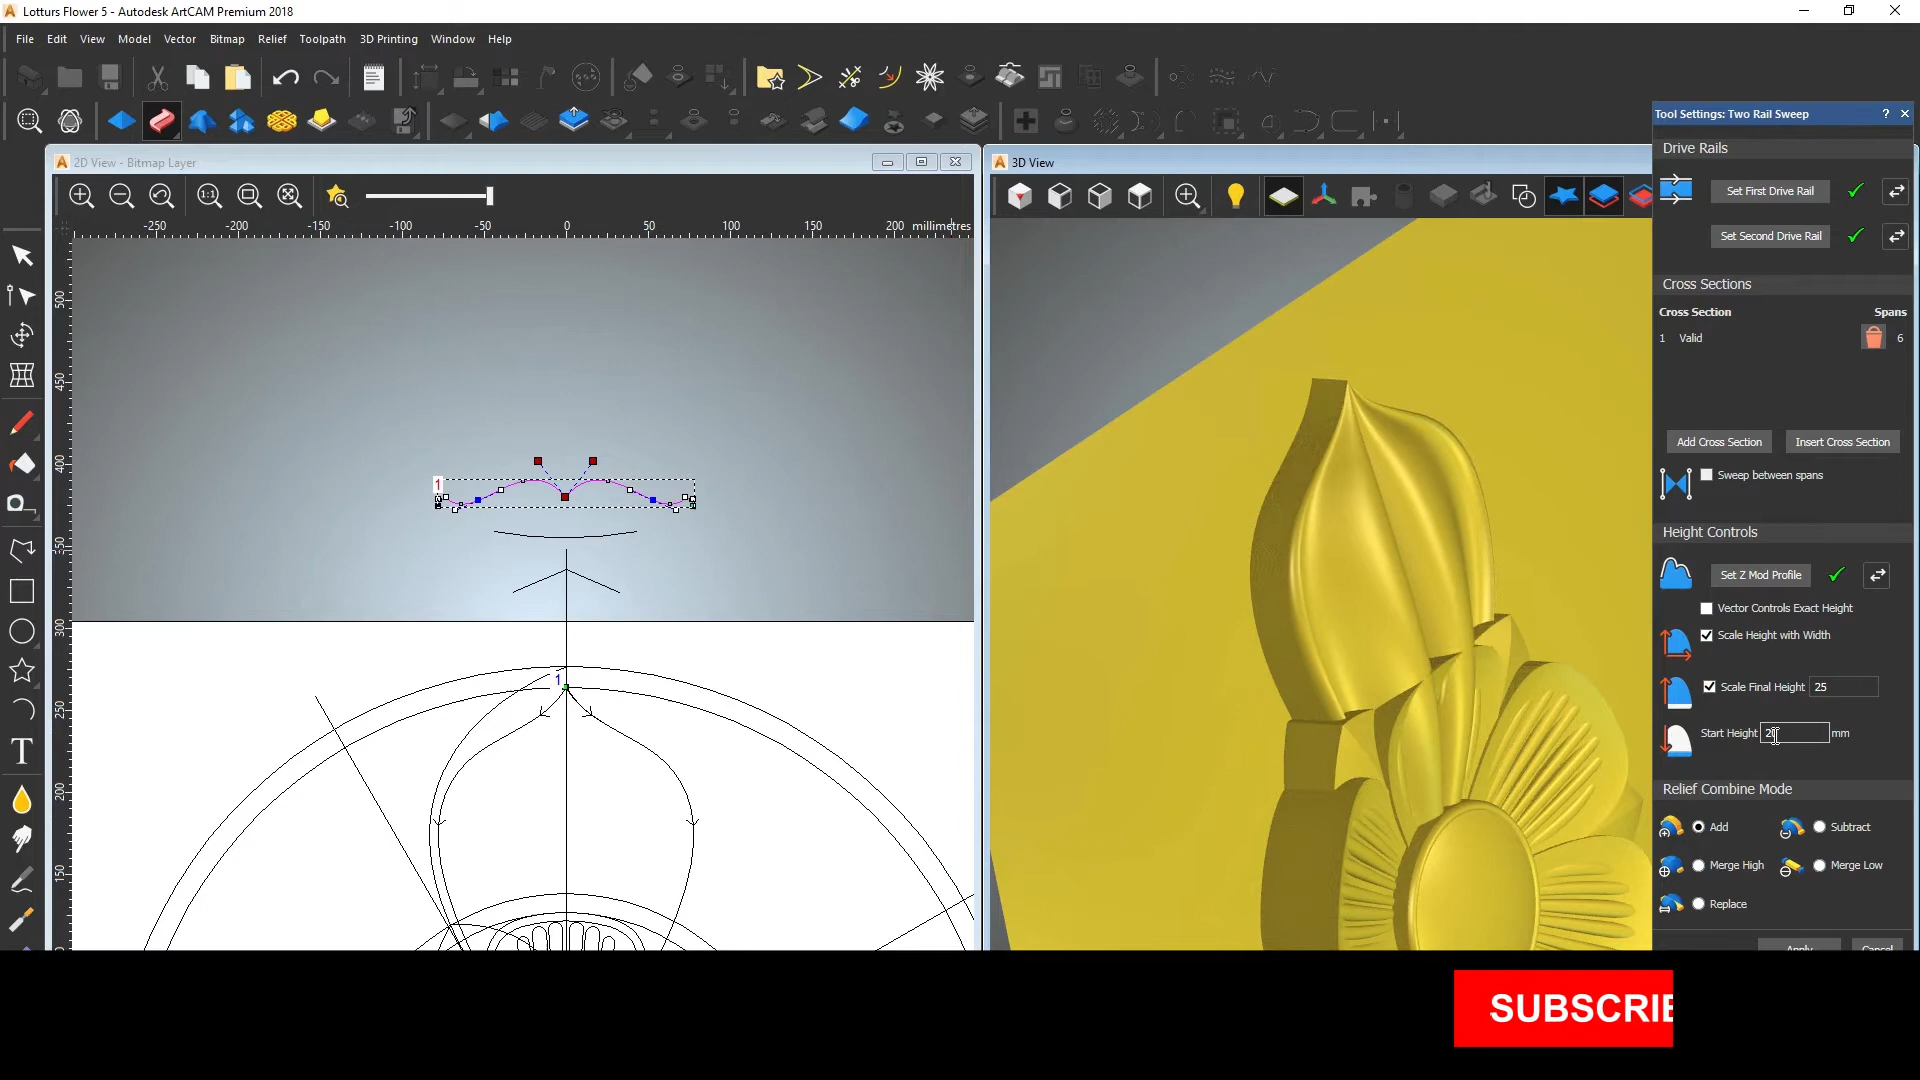 Lotturs Flower 5 - Autodesk ArtCAM Premium 2018
File Edit View Model Vector Bitmap Relief Toolpath 3D Printing Window Help
2D View - Bitmap Layer
-250 -200 -150 -100 -50 0 50 100 150 200 millimetres
500
450
400
350
300
250
200
150
1
1
3D View
Tool Settings: Two Rail Sweep
Drive Rails
Set First Drive Rail
Set Second Drive Rail
Cross Sections
Cross Section Spans
1 Valid 6
Add Cross Section Insert Cross Section
Sweep between spans
Height Controls
Set Z Mod Profile
Vector Controls Exact Height
Scale Height with Width
Scale Final Height 25
Start Height mm
Relief Combine Mode
Add Subtract
Merge High Merge Low
Replace
Apply Cancel
SUBSCRIBE